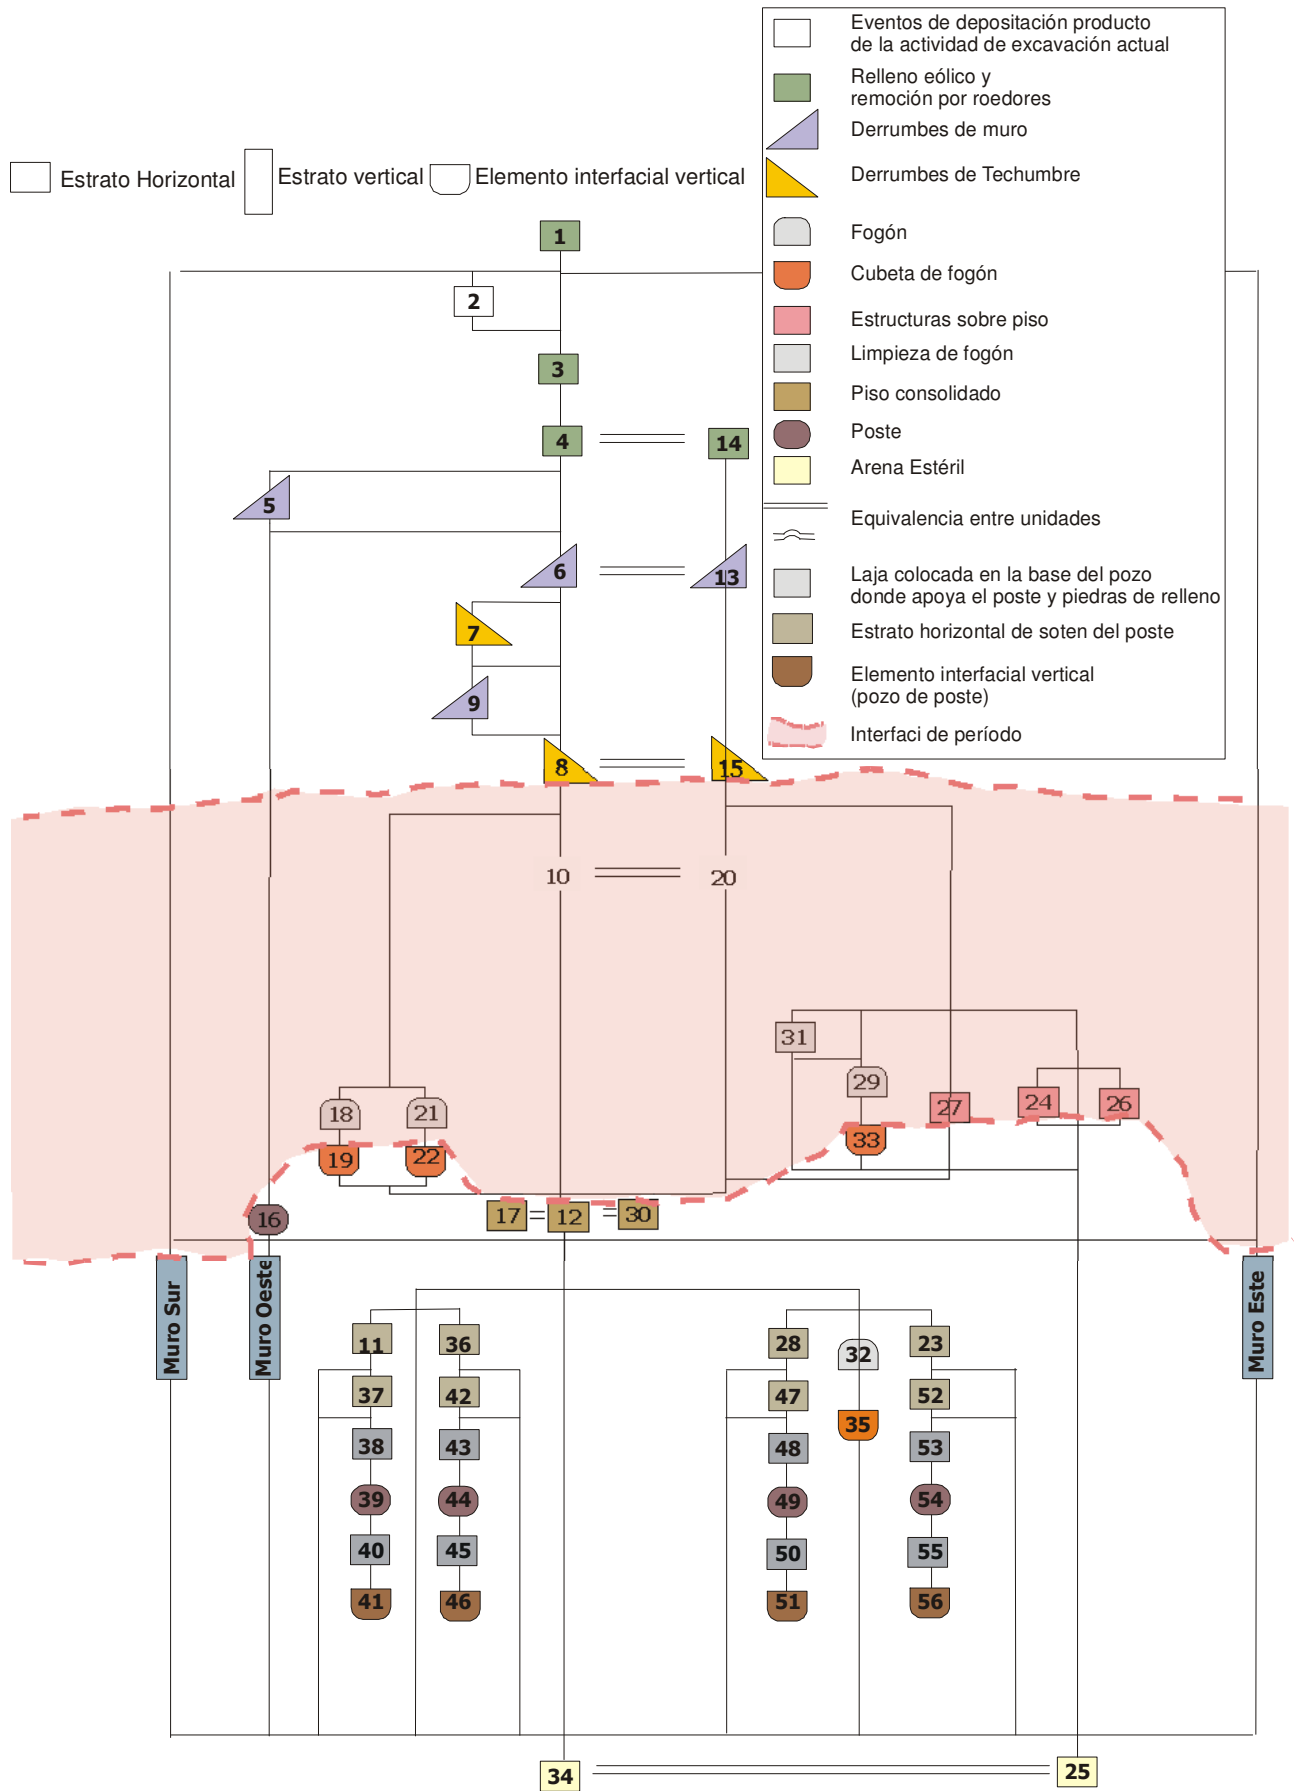 Eventos de depositación producto
de la actividad de excavación actual
Relleno eólico y
remoción por roedores
Derrumbes de muro
Derrumbes de Techumbre
Fogón
Cubeta de fogón
Estructuras sobre piso
Limpieza de fogón
Piso consolidado
Poste
Arena Estéril
Equivalencia entre unidades
Laja colocada en la base del pozo
donde apoya el poste y piedras de relleno
Estrato horizontal de soten del poste
Elemento interfacial vertical
(pozo de poste)
Interfaci de período
Estrato Horizontal
Estrato vertical
Elemento interfacial vertical
1
2
3
4
14
5
6
13
7
9
8
15
10
20
31
29
18
21
27
24
26
33
19
22
16
17
12
30
Muro Sur
Muro Oeste
Muro Este
11
36
28
32
23
37
42
47
52
35
38
43
48
53
39
44
49
54
40
45
50
55
41
46
51
56
34
25